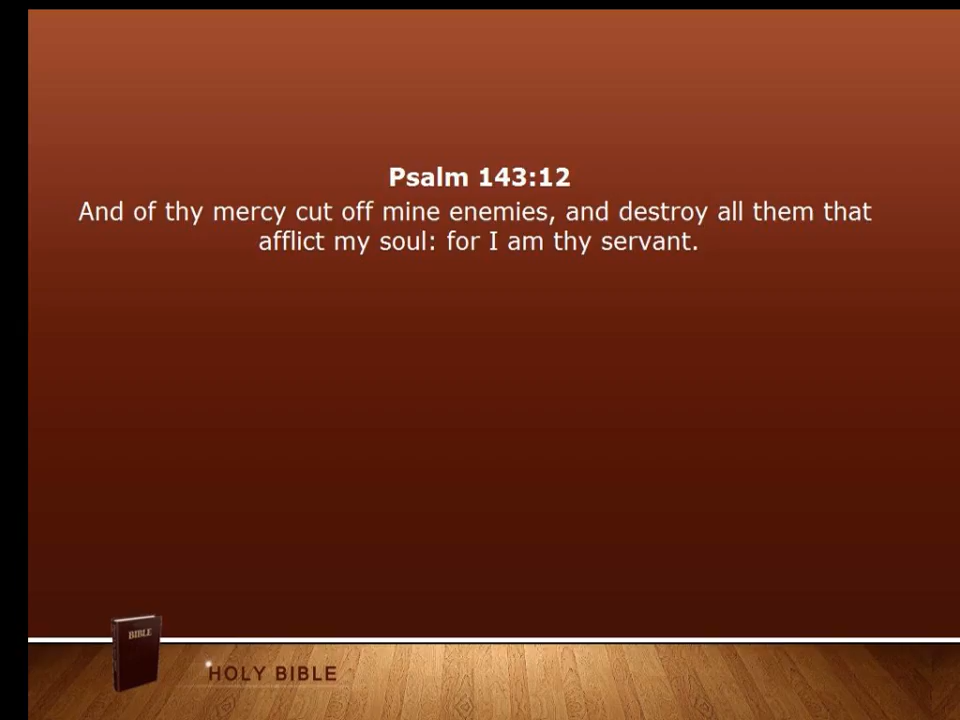 Psalm 143:12
And of thy mercy cut off mine enemies, and destroy all them that
afflict my soul: for I am thy servant.
BIBLE
HOLY BIBLE